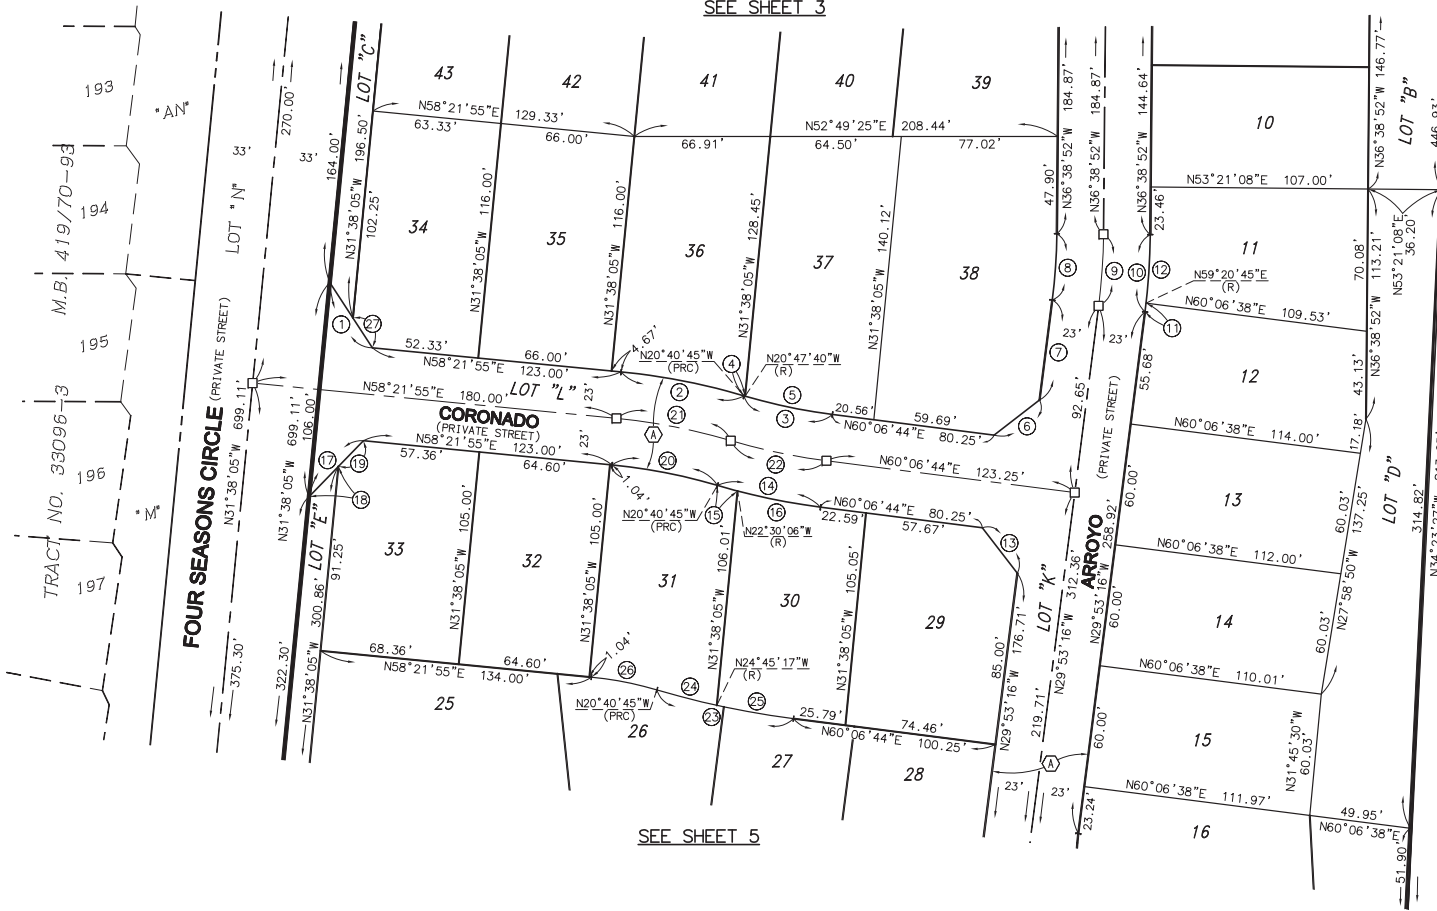 SEE SHEET 3
193
"AN"
M.B. 419/70-93
194
195
TRACT NO. 33096-3
196
"M"
197
33'
33'
270.00'
LOT "N"
FOUR SEASONS CIRCLE (PRIVATE STREET)
N31°38'05"W 699.11'
375.30'
N31°38'05"W 699.11'
322.30'
164.00'
106.00'
LOT "C"
N31°38'05"W 196.50'
102.25'
43
42
41
40
39
N58°21'55"E 129.33'
63.33'
66.00'
N52°49'25"E 208.44'
66.91'
64.50'
77.02'
34
N31°38'05"W 116.00'
35
N31°38'05"W 116.00'
36
N31°38'05"W 128.45'
37
N31°38'05"W 140.12'
38
47.90'
N36°38'52"W 184.87'
N36°38'52"W 184.87'
N36°38'52"W 144.64'
23.46'
8
9
10
12
11
7
6
1
27
52.33'
66.00'
N58°21'55"E 123.00'
4.67'
N20°40'45"W
(PRC)
4
N20°47'40"W
(R)
2
5
3
20.56'
59.69'
N60°06'44"E 80.25'
N58°21'55"E 180.00'
LOT "L"
23'
21
CORONADO
(PRIVATE STREET)
A
23'
22
N60°06'44"E 123.25'
N58°21'55"E 123.00'
57.36'
64.60'
1.04'
20
17
19
18
14
15
16
N20°40'45"W
(PRC)
N22°30'06"W
(R)
N60°06'44"E 80.25'
22.59'
57.67'
13
LOT "E"
N31°38'05"W 300.86'
91.25'
33
N31°38'05"W 105.00'
32
N31°38'05"W 105.00'
31
N31°38'05"W 106.01'
30
N31°38'05"W 105.05'
29
85.00'
N29°53'16"W 176.71'
68.36'
64.60'
N58°21'55"E 134.00'
1.04'
26
N20°40'45"W
(PRC)
24
N24°45'17"W
(R)
23
25
25.79'
74.46'
N60°06'44"E 100.25'
25
26
27
28
23'
23'
92.65'
(PRIVATE STREET)
ARROYO
LOT "K"
N29°53'16"W 312.36'
219.71'
N29°53'16"W 258.92'
55.68'
60.00'
60.00'
60.00'
23.24'
A
23'
23'
10
N53°21'08"E 107.00'
11
N59°20'45"E
(R)
N60°06'38"E 109.53'
12
N60°06'38"E 114.00'
13
N60°06'38"E 112.00'
14
N60°06'38"E 110.01'
15
N60°06'38"E 111.97'
16
N36°38'52"W 146.77'
LOT "B"
446.93'
N53°21'08"E
36.20'
70.08'
N36°38'52"W 113.21'
43.13'
17.18'
60.03'
N27°58'50"W 137.25'
60.03'
N31°45'30"W
60.03'
LOT "D"
314.82'
49.95'
N60°06'38"E
51.90'
SEE SHEET 5